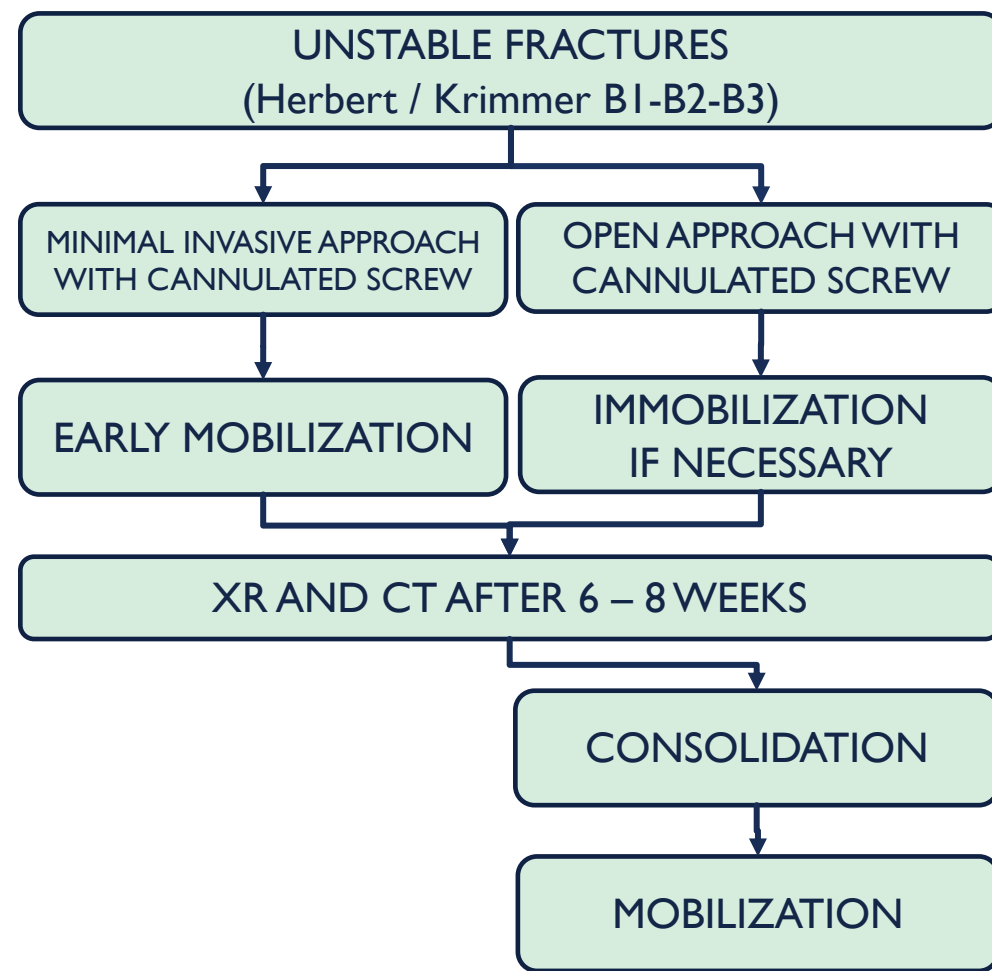 UNSTABLE FRACTURES
(Herbert / Krimmer B1-B2-B3)
MINIMAL INVASIVE APPROACH
WITH CANNULATED SCREW
OPEN APPROACH WITH
CANNULATED SCREW
EARLY MOBILIZATION
IMMOBILIZATION
IF NECESSARY
XR AND CT AFTER 6 – 8 WEEKS
CONSOLIDATION
MOBILIZATION